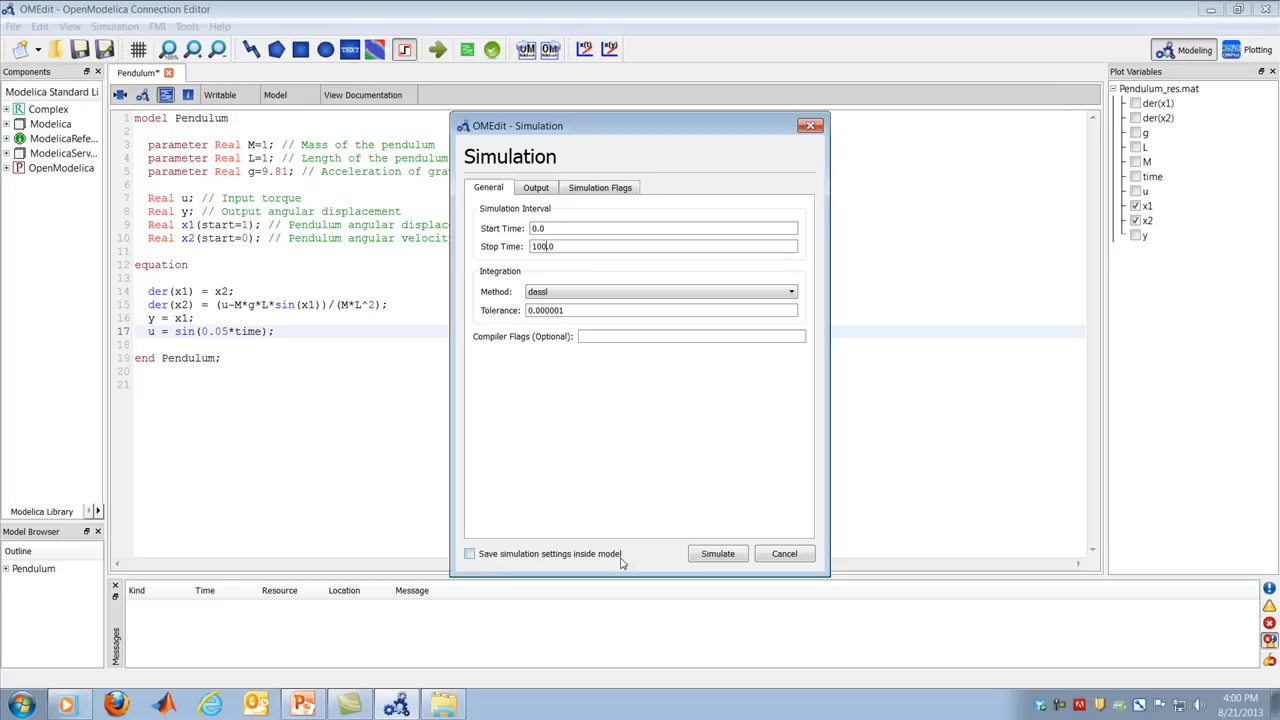 OMEdit - OpenModelica Connection Editor
File Edit View Simulation FMI Tools Help
100%
TEXT
UM
OM
x(t)
y(x)
Modeling
Plotting
Components
Modelica Standard Li
Complex
Modelica
ModelicaRefe...
ModelicaServ...
OpenModelica
Modelica Library
Model Browser
Outline
Pendulum
Pendulum*
Writable
Model
View Documentation
1 model Pendulum
2
3 parameter Real M=1; // Mass of the pendulum
4 parameter Real L=1; // Length of the pendulum
5 parameter Real g=9.81; // Acceleration of gra
6
7 Real u; // Input torque
8 Real y; // Output angular displacement
9 Real x1(start=1); // Pendulum angular displace
10 Real x2(start=0); // Pendulum angular velocity
11
12 equation
13
14 der(x1) = x2;
15 der(x2) = (u-M*g*L*sin(x1))/(M*L^2);
16 y = x1;
17 u = sin(0.05*time);
18
19 end Pendulum;
20
21
OMEdit - Simulation
Simulation
General
Output
Simulation Flags
Simulation Interval
Start Time: 0.0
Stop Time: 100.0
Integration
Method: dassl
Tolerance: 0.000001
Compiler Flags (Optional):
Save simulation settings inside model
Simulate
Cancel
Plot Variables
Pendulum_res.mat
der(x1)
der(x2)
g
L
M
time
u
x1
x2
y
Messages
Kind Time Resource Location Message
4:00 PM
8/21/2013